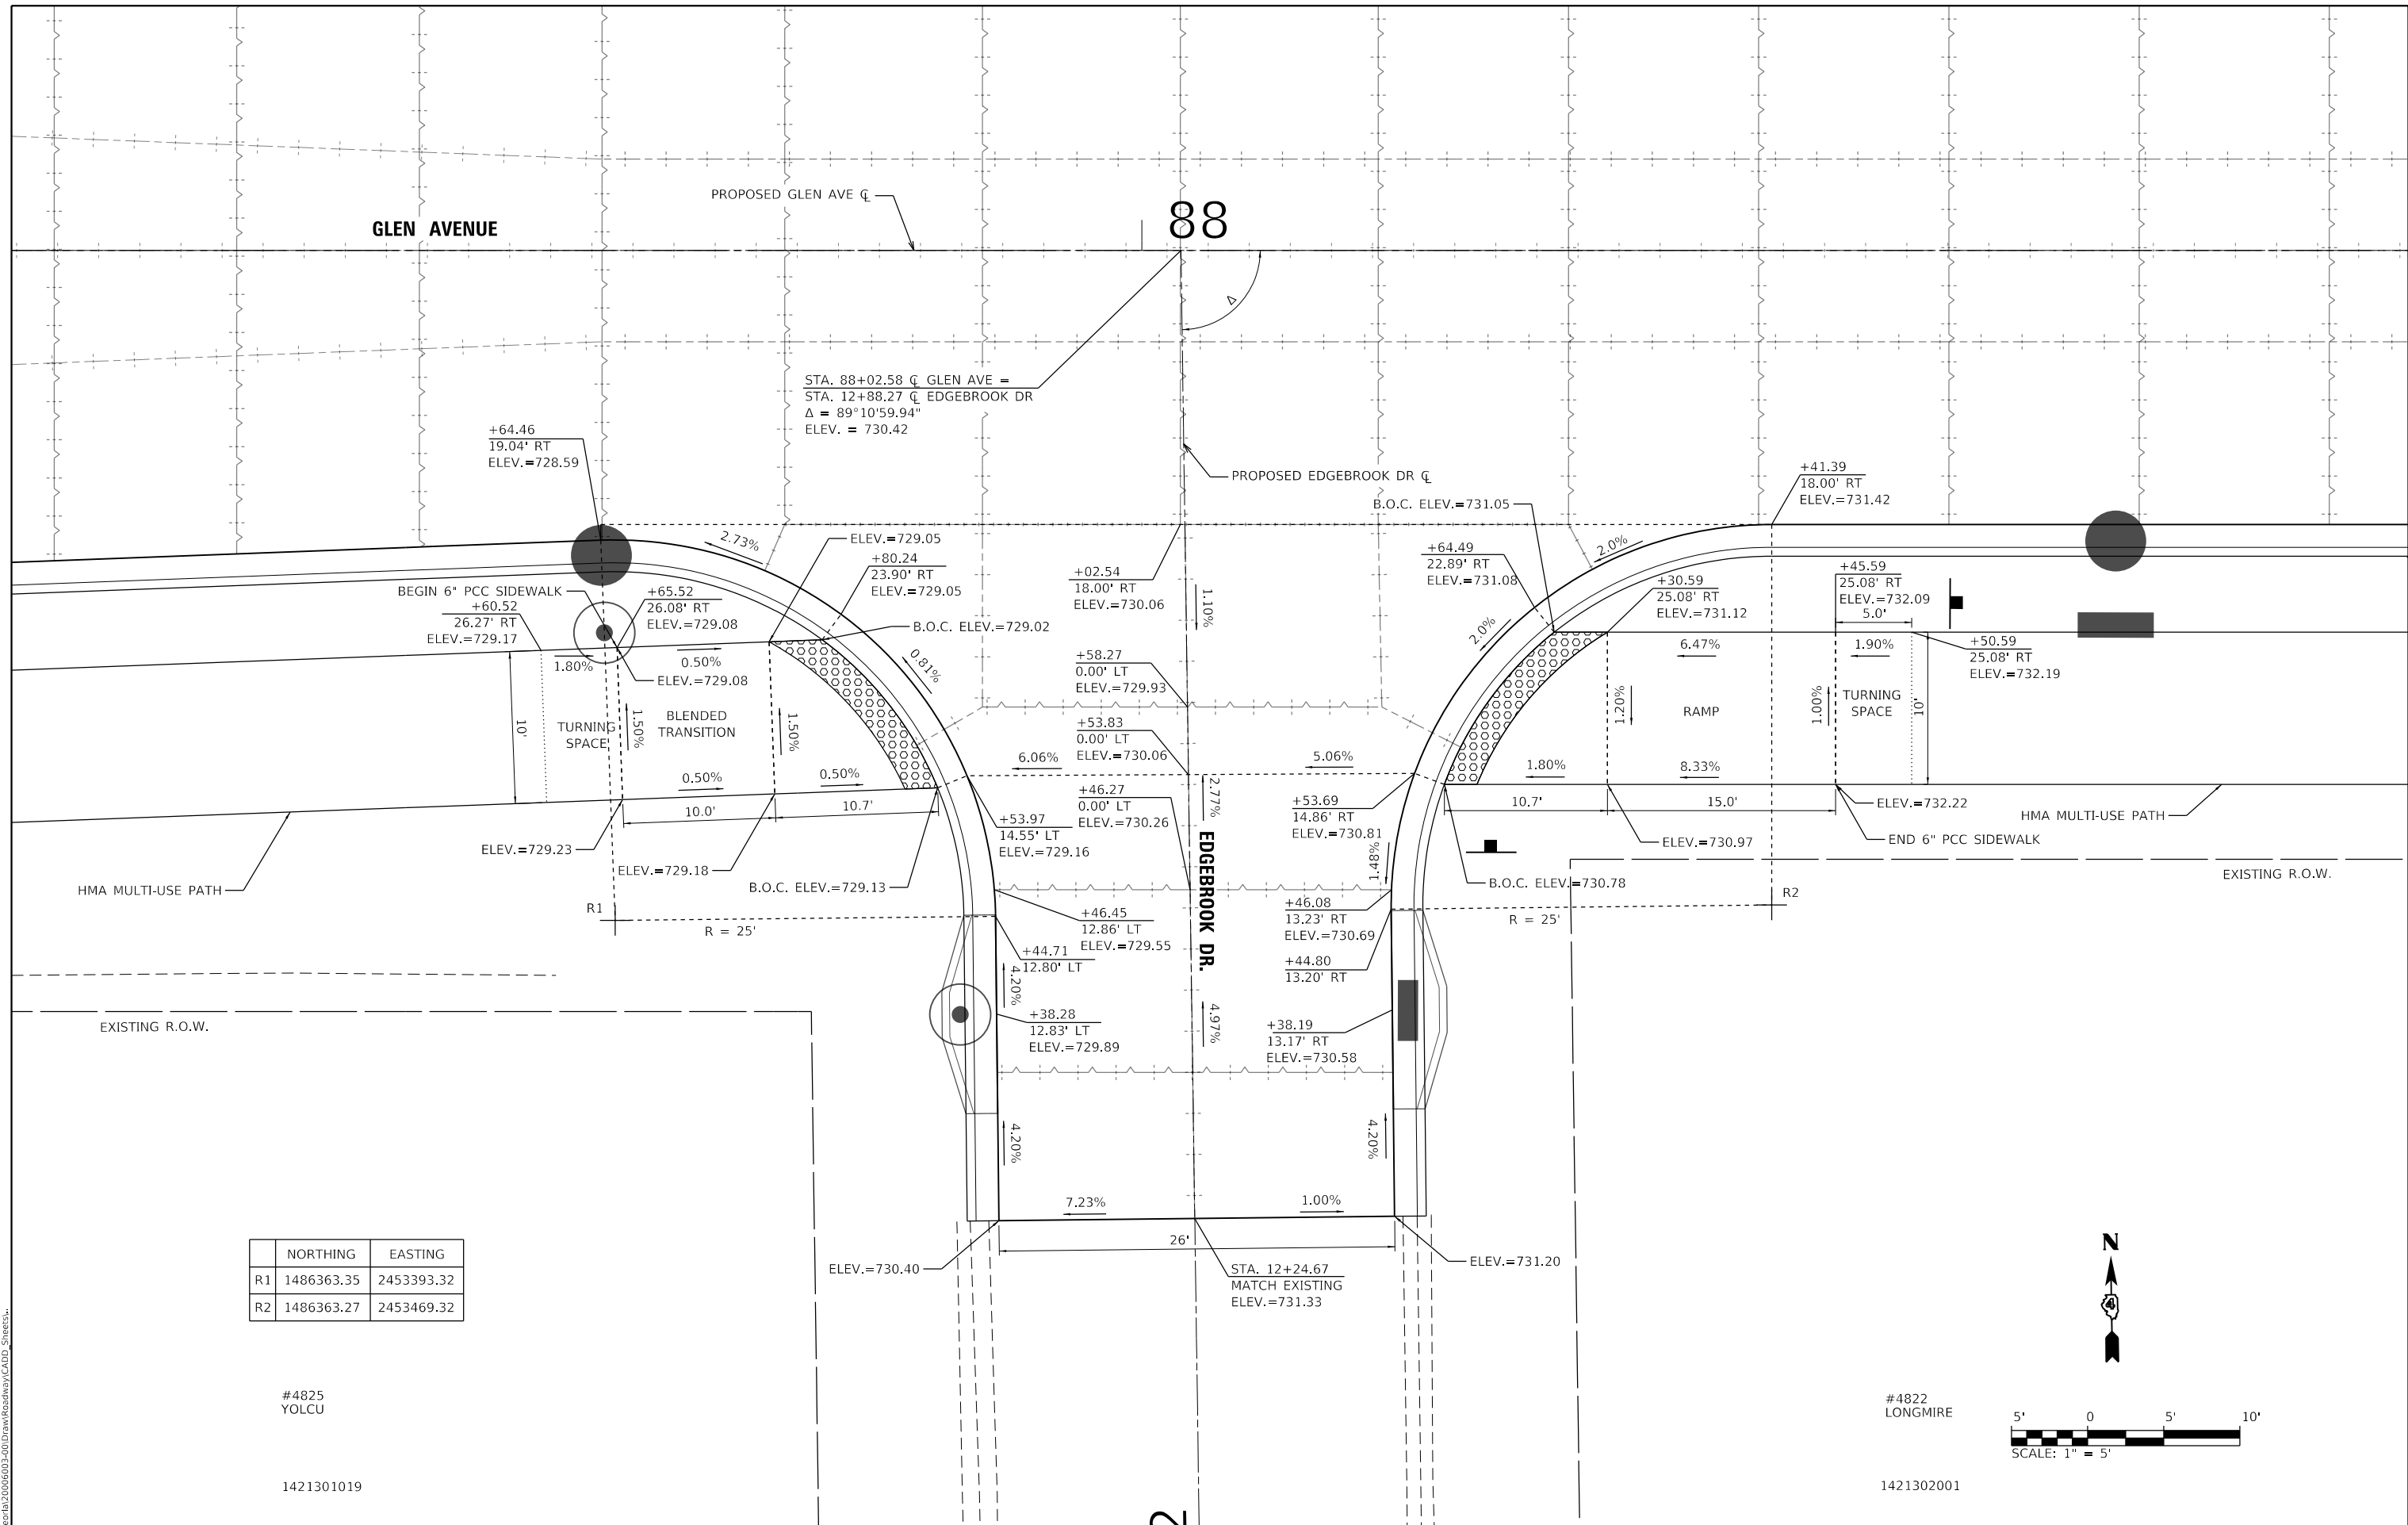 88
PROPOSED GLEN AVE ℄
GLEN AVENUE
Δ
STA. 88+02.58 ℄ GLEN AVE =
STA. 12+88.27 ℄ EDGEBROOK DR
Δ = 89°10'59.94"
ELEV. = 730.42
+64.46
19.04' RT
ELEV.=728.59
PROPOSED EDGEBROOK DR ℄
+41.39
18.00' RT
ELEV.=731.42
B.O.C. ELEV.=731.05
2.73%
ELEV.=729.05
+80.24
23.90' RT
ELEV.=729.05
+02.54
18.00' RT
ELEV.=730.06
1.10%
+64.49
22.89' RT
ELEV.=731.08
2.0%
+30.59
25.08' RT
ELEV.=731.12
+45.59
25.08' RT
ELEV.=732.09
5.0'
BEGIN 6" PCC SIDEWALK
+60.52
26.27' RT
ELEV.=729.17
+65.52
26.08' RT
ELEV.=729.08
B.O.C. ELEV.=729.02
2.0%
1.80%
0.50%
ELEV.=729.08
0.81%
+58.27
0.00' LT
ELEV.=729.93
6.47%
1.90%
+50.59
25.08' RT
ELEV.=732.19
10'
TURNING
SPACE
1.50%
BLENDED
TRANSITION
1.50%
+53.83
0.00' LT
ELEV.=730.06
1.20%
RAMP
1.00%
TURNING
SPACE
10'
6.06%
5.06%
0.50%
0.50%
1.80%
8.33%
10.0'
10.7'
+46.27
0.00' LT
ELEV.=730.26
2.77%
+53.69
14.86' RT
ELEV.=730.81
10.7'
15.0'
ELEV.=732.22
HMA MULTI-USE PATH
+53.97
14.55' LT
ELEV.=729.16
EDGEBROOK DR.
1.48%
ELEV.=730.97
END 6" PCC SIDEWALK
ELEV.=729.23
ELEV.=729.18
B.O.C. ELEV.=729.13
B.O.C. ELEV.=730.78
EXISTING R.O.W.
HMA MULTI-USE PATH
R1
R = 25'
+46.45
12.86' LT
ELEV.=729.55
+46.08
13.23' RT
ELEV.=730.69
R2
R = 25'
+44.71
12.80' LT
+44.80
13.20' RT
4.20%
+38.28
12.83' LT
ELEV.=729.89
4.97%
+38.19
13.17' RT
ELEV.=730.58
EXISTING R.O.W.
4.20%
4.20%
7.23%
1.00%
26'
ELEV.=730.40
STA. 12+24.67
MATCH EXISTING
ELEV.=731.33
ELEV.=731.20
NORTHING EASTING
R1 1486363.35 2453393.32
R2 1486363.27 2453469.32
N
4
#4825
YOLCU
1421301019
#4822
LONGMIRE
1421302001
5' 0 5' 10'
SCALE: 1" = 5'
2